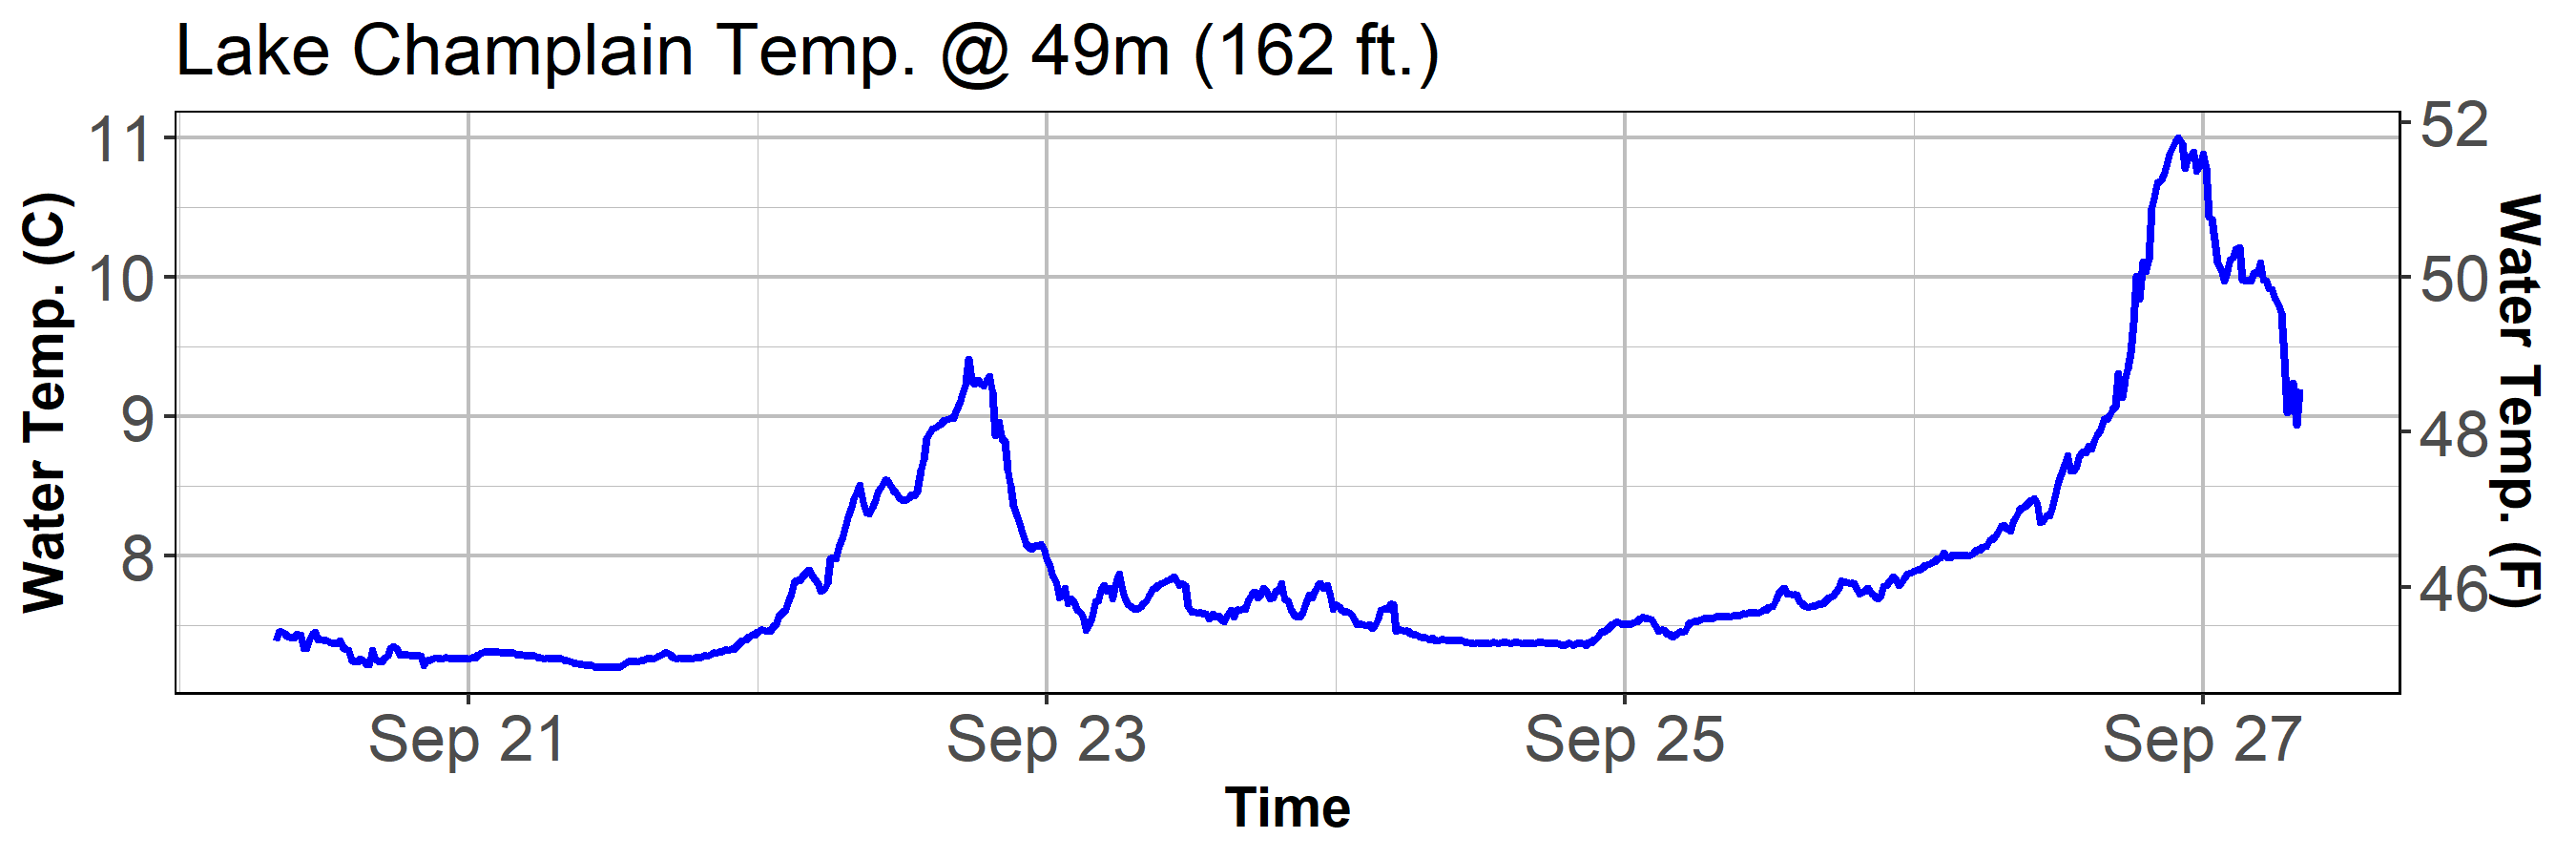 Lake Champlain Temp. @ 49m (162 ft.)
Water Temp. (C)
11
10
9
8
52
50
48
46
Water Temp. (F)
Sep 21
Sep 23
Sep 25
Sep 27
Time